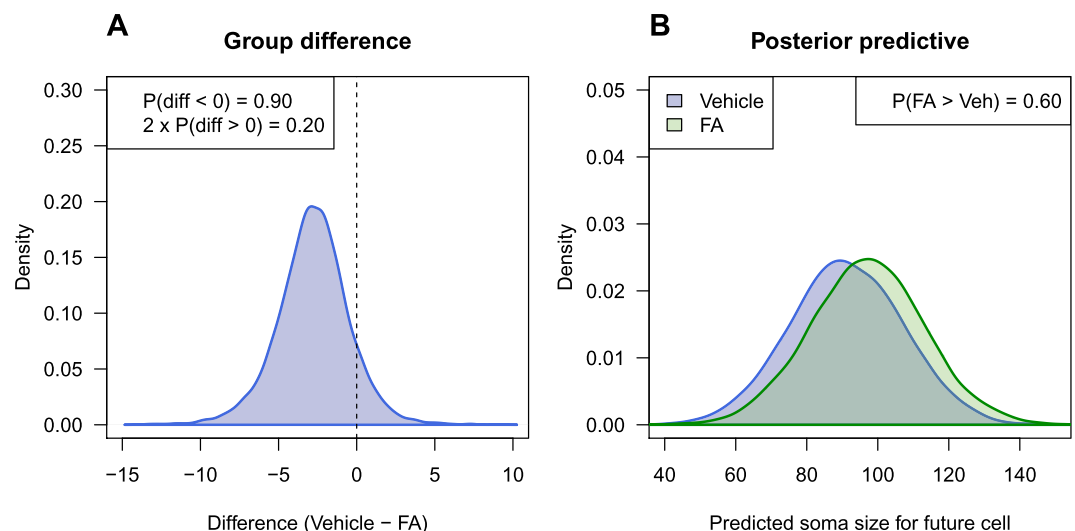 A
Group difference
P(diff < 0) = 0.90
2 x P(diff > 0) = 0.20
0.30
0.25
0.20
0.15
0.10
0.05
0.00
Density
−15 −10 −5 0 5 10
Difference (Vehicle − FA)
B
Posterior predictive
Vehicle
FA
P(FA > Veh) = 0.60
0.05
0.04
0.03
0.02
0.01
0.00
Density
40 60 80 100 120 140
Predicted soma size for future cell